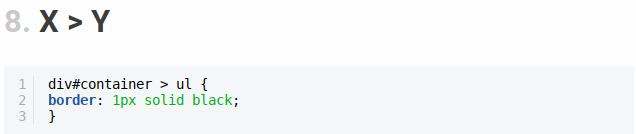 8. X > Y
1 div#container > ul {
2 border: 1px solid black;
3 }